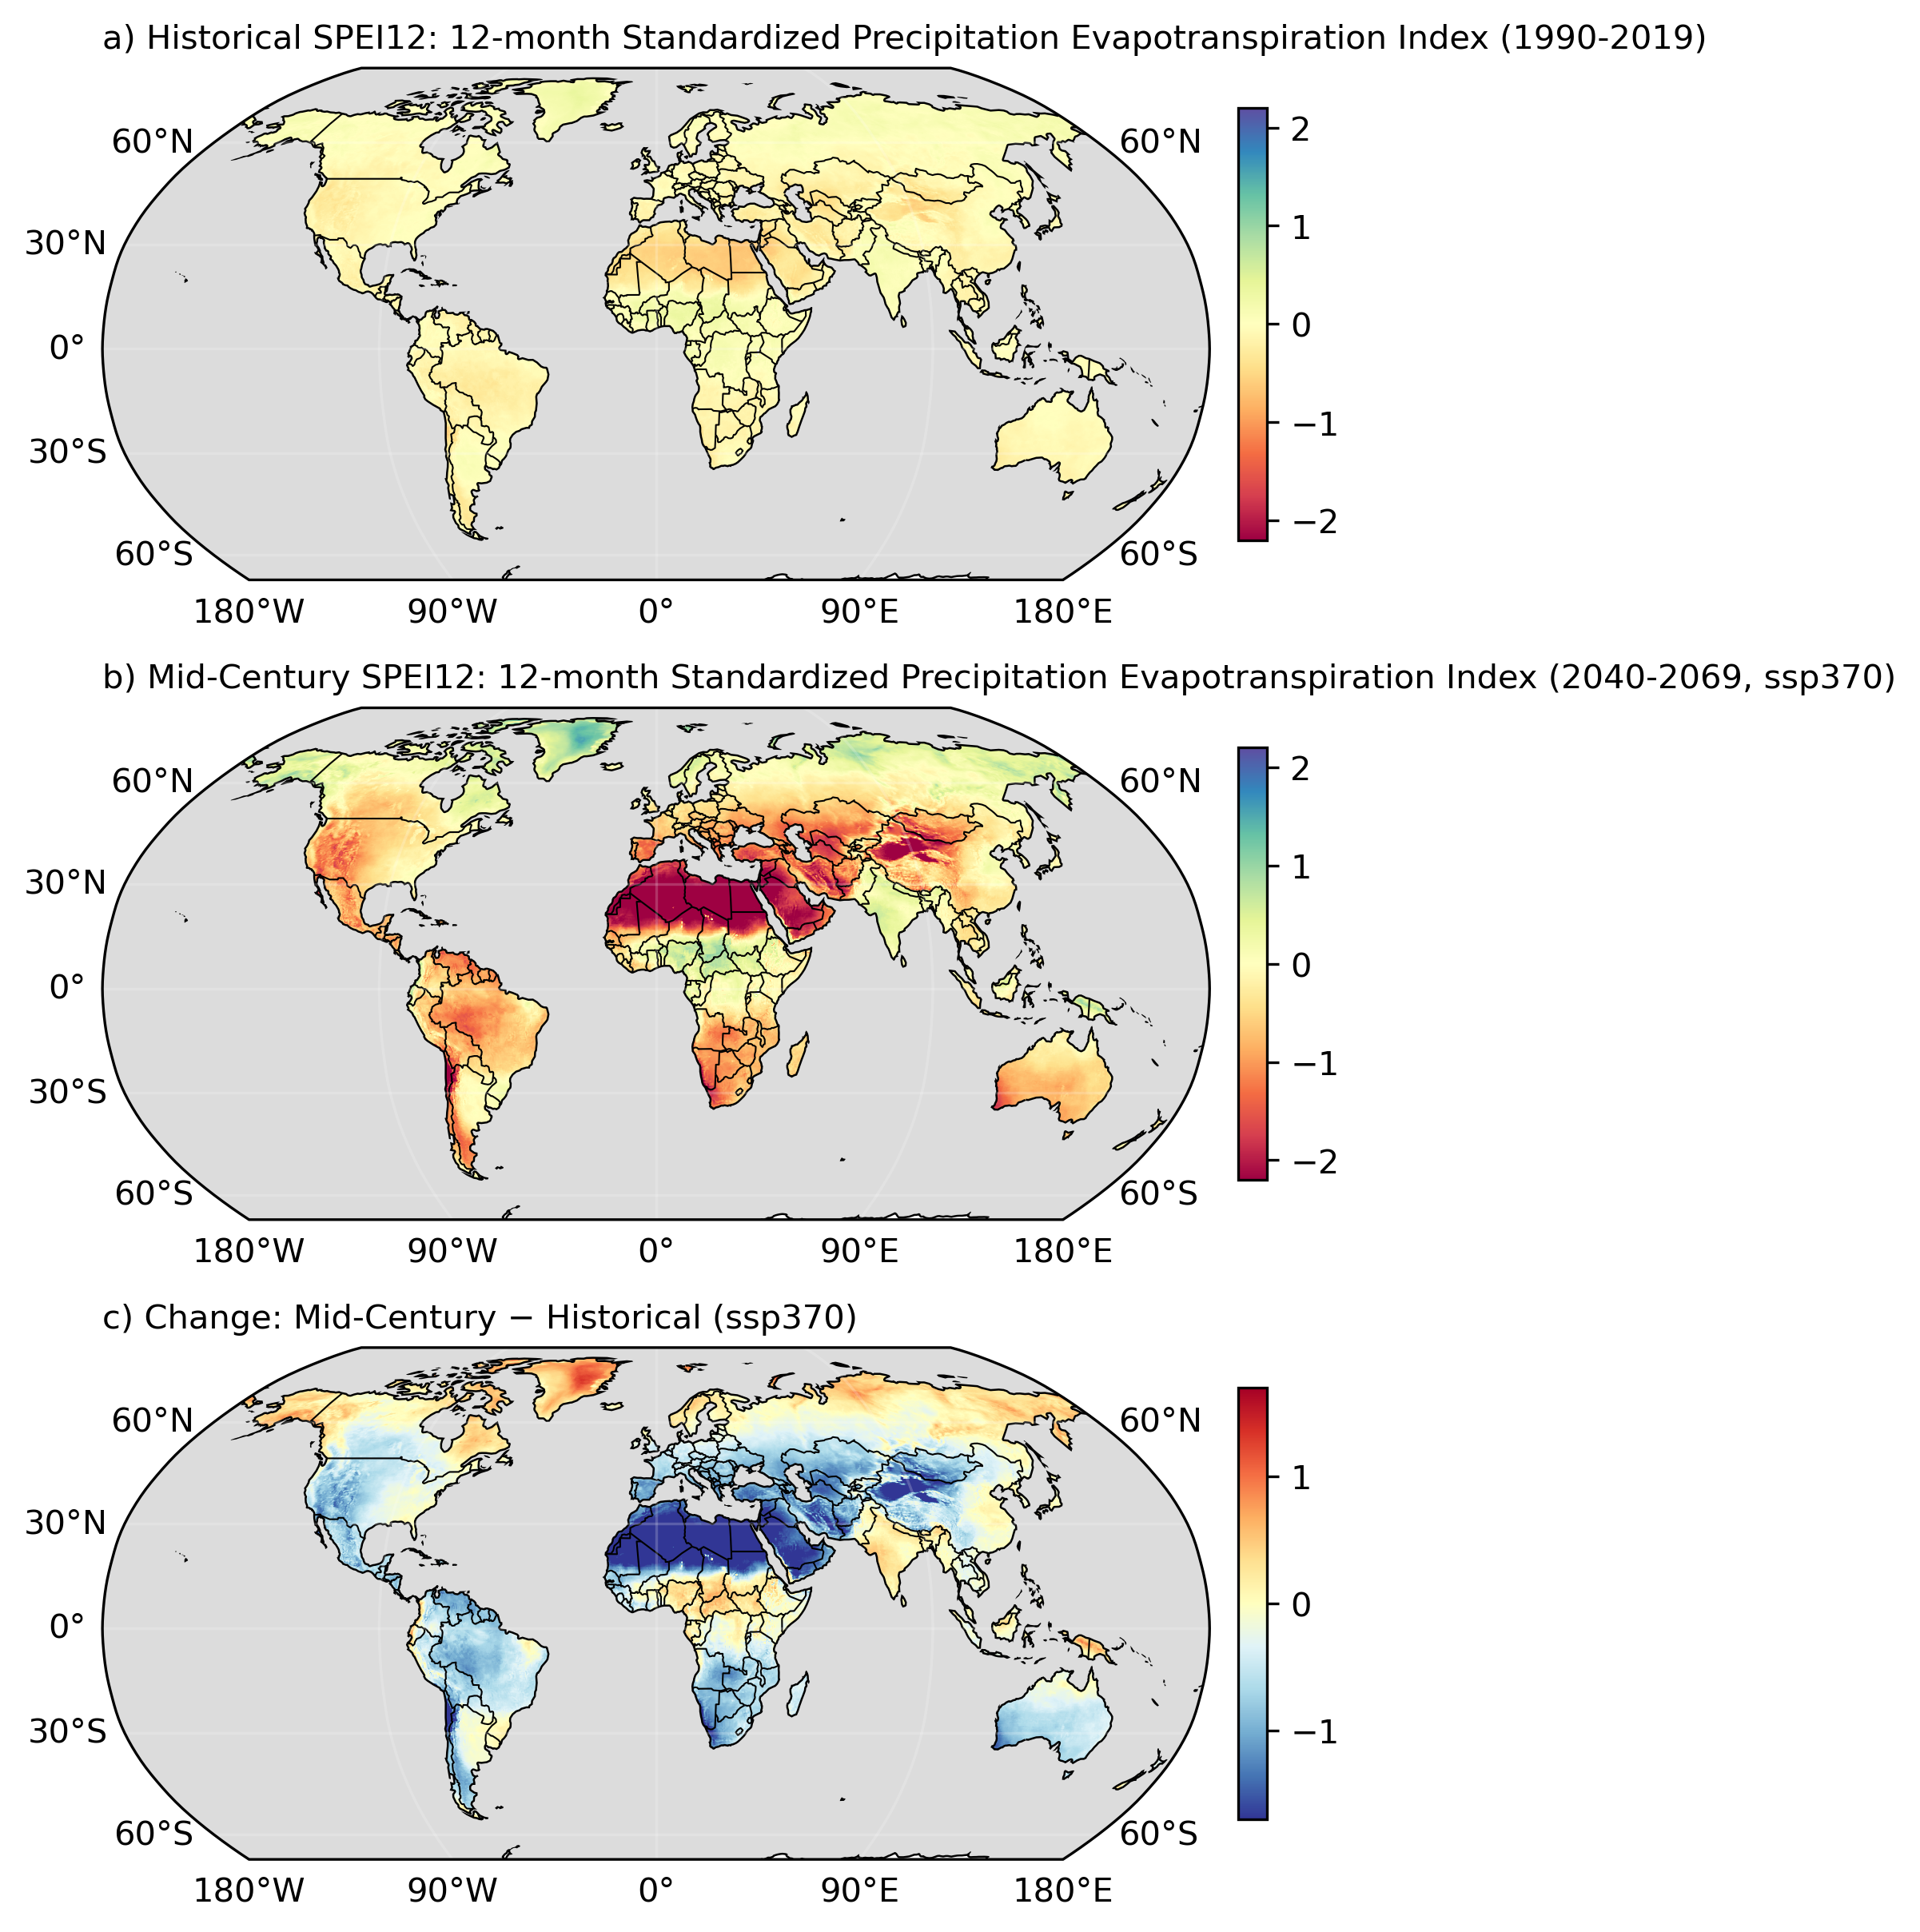 a) Historical SPEI12: 12-month Standardized Precipitation Evapotranspiration Index (1990-2019)
60°N 60°N
30°N
0°
30°S
60°S 60°S
180°W 90°W 0° 90°E 180°E
2
1
0
−1
−2
b) Mid-Century SPEI12: 12-month Standardized Precipitation Evapotranspiration Index (2040-2069, ssp370)
60°N 60°N
30°N
0°
30°S
60°S 60°S
180°W 90°W 0° 90°E 180°E
2
1
0
−1
−2
c) Change: Mid-Century − Historical (ssp370)
60°N 60°N
30°N
0°
30°S
60°S 60°S
180°W 90°W 0° 90°E 180°E
1
0
−1